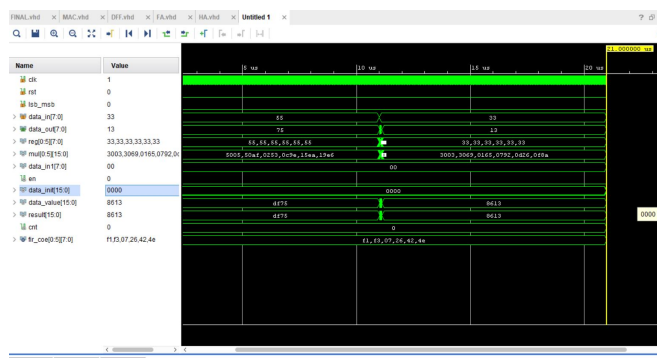 FINAL.vhd × MAC.vhd × DFF.vhd × FA.vhd × HA.vhd × Untitled 1 ×
21.000000 us
Name Value 5 us 10 us 15 us 20 us
clk 1
rst 0
lsb_msb 0
data_in[7:0] 33 55 33
data_out[7:0] 13 75 13
reg[0:5][7:0] 33,33,33,33,33,33 55,55,55,55,55,55 33,33,33,33,33,33
mul[0:5][15:0] 3003,3069,0165,0792,0c 5005,50af,0253,0c9e,15ea,19e6 3003,3069,0165,0792,0d26,0f8a
data_in1[7:0] 00 00
en 0
data_init[15:0] 0000 0000
data_value[15:0] 8613 df75 8613
result[15:0] 8613 df75 8613 0000
cnt 0 0
fir_coe[0:5][7:0] f1,f3,07,26,42,4e f1,f3,07,26,42,4e